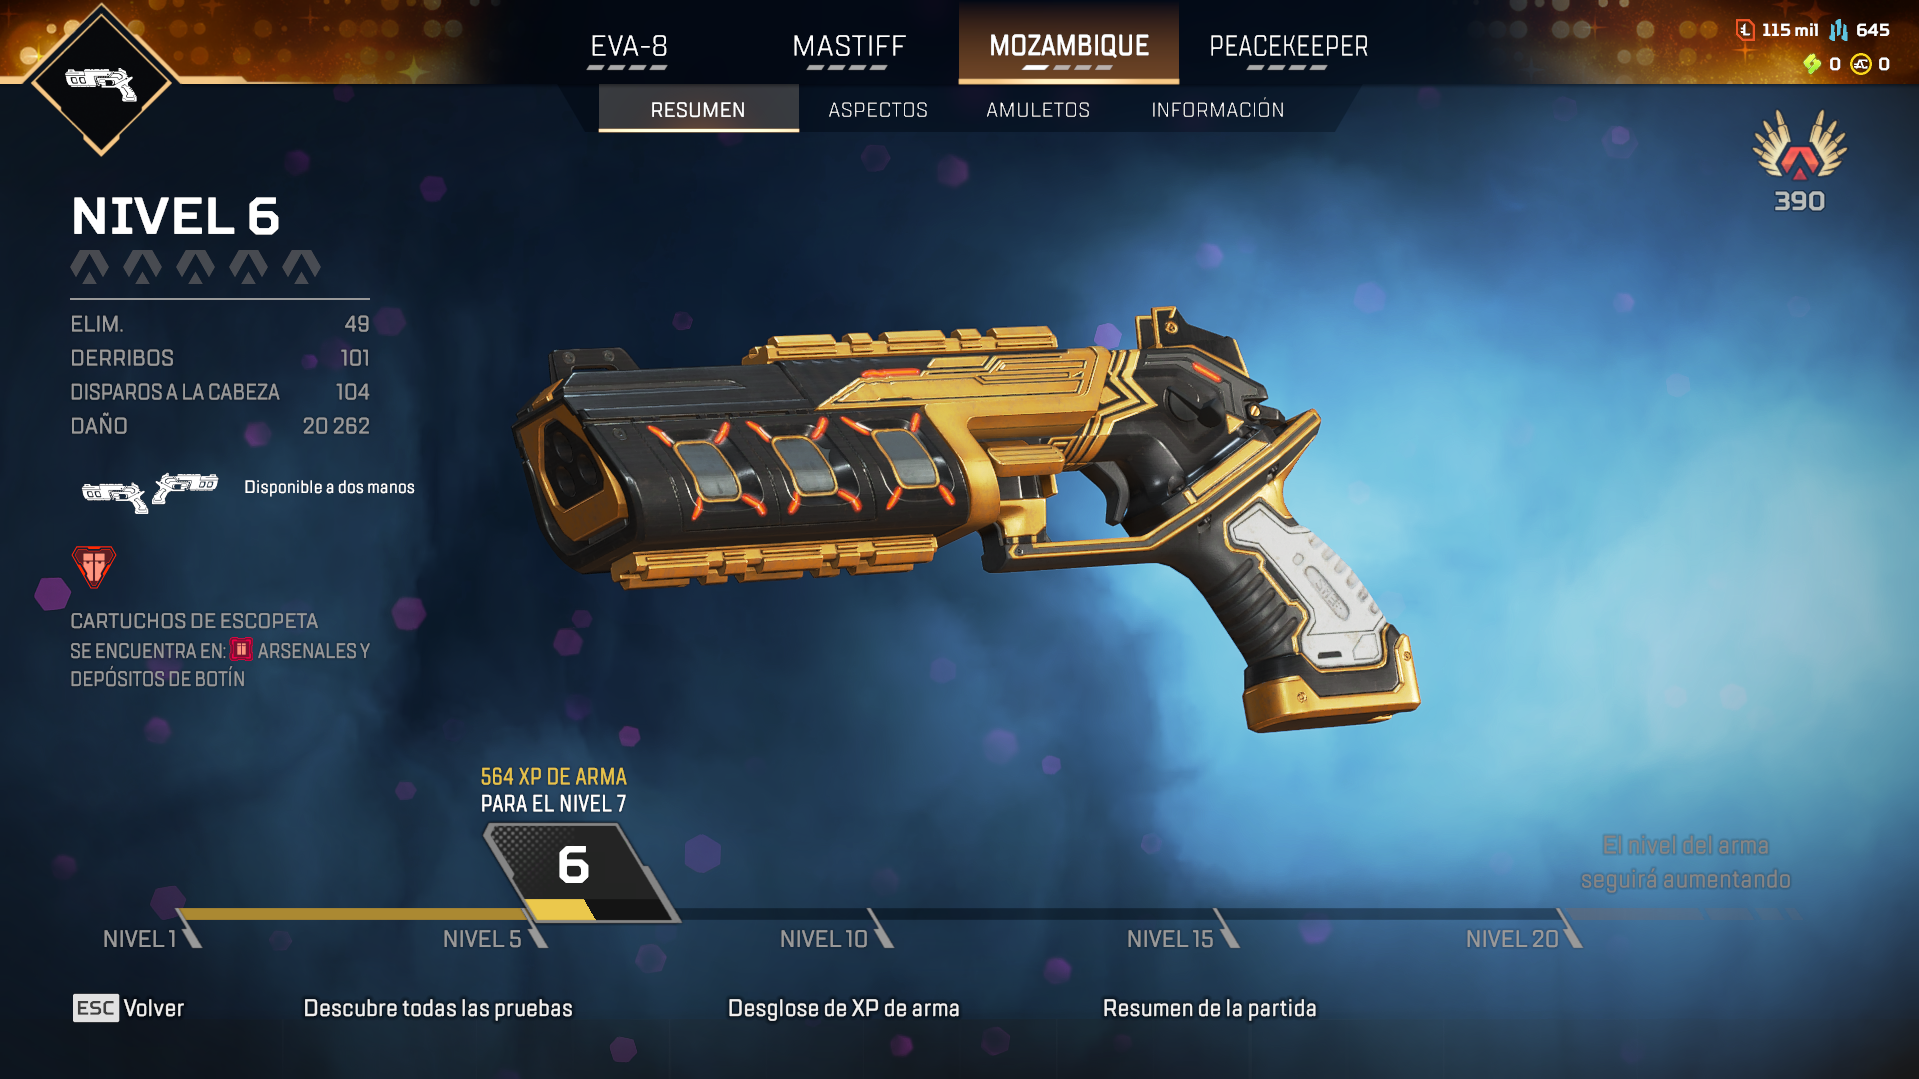 EVA-8
MASTIFF
MOZAMBIQUE
PEACEKEEPER
115 mil
645
0
0
RESUMEN
ASPECTOS
AMULETOS
INFORMACIÓN
390
NIVEL 6
ELIM. 49
DERRIBOS 101
DISPAROS A LA CABEZA 104
DAÑO 20 262
Disponible a dos manos
CARTUCHOS DE ESCOPETA
SE ENCUENTRA EN: ARSENALES Y
DEPÓSITOS DE BOTÍN
564 XP DE ARMA
PARA EL NIVEL 7
6
El nivel del arma
seguirá aumentando
NIVEL 1
NIVEL 5
NIVEL 10
NIVEL 15
NIVEL 20
ESC Volver
Descubre todas las pruebas
Desglose de XP de arma
Resumen de la partida